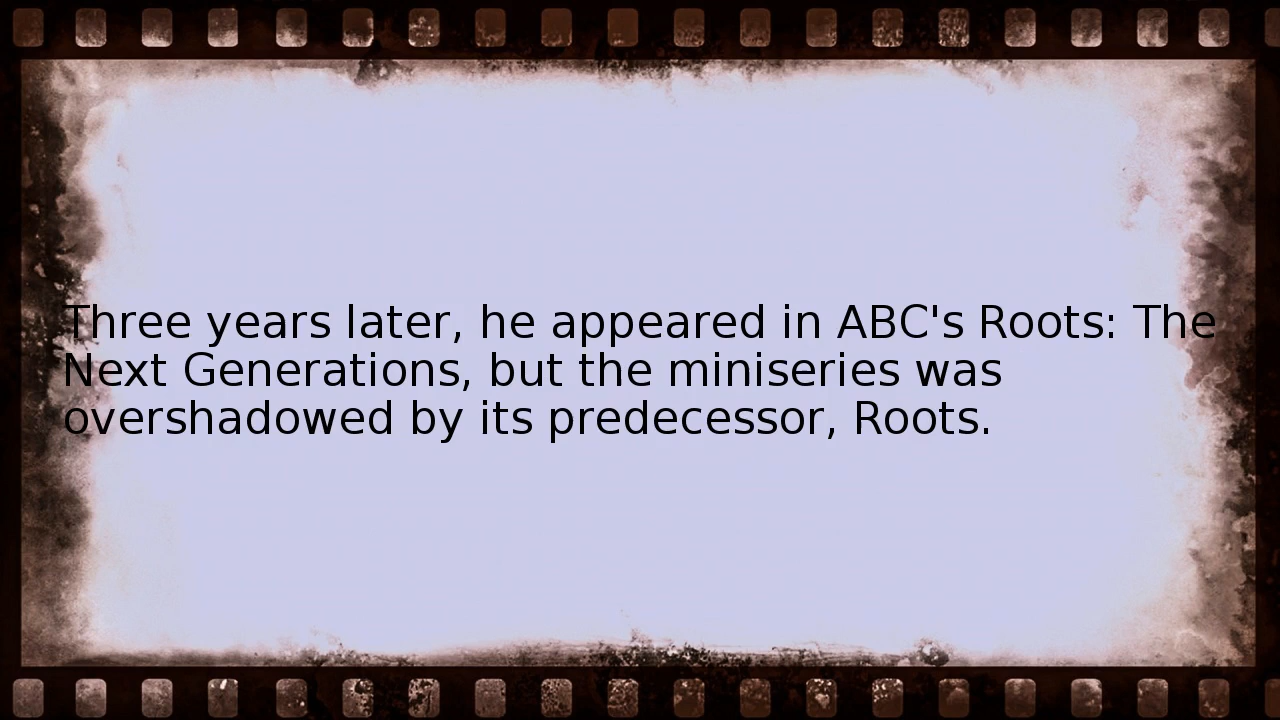 Three years later, he appeared in ABC's Roots: The
Next Generations, but the miniseries was
overshadowed by its predecessor, Roots.